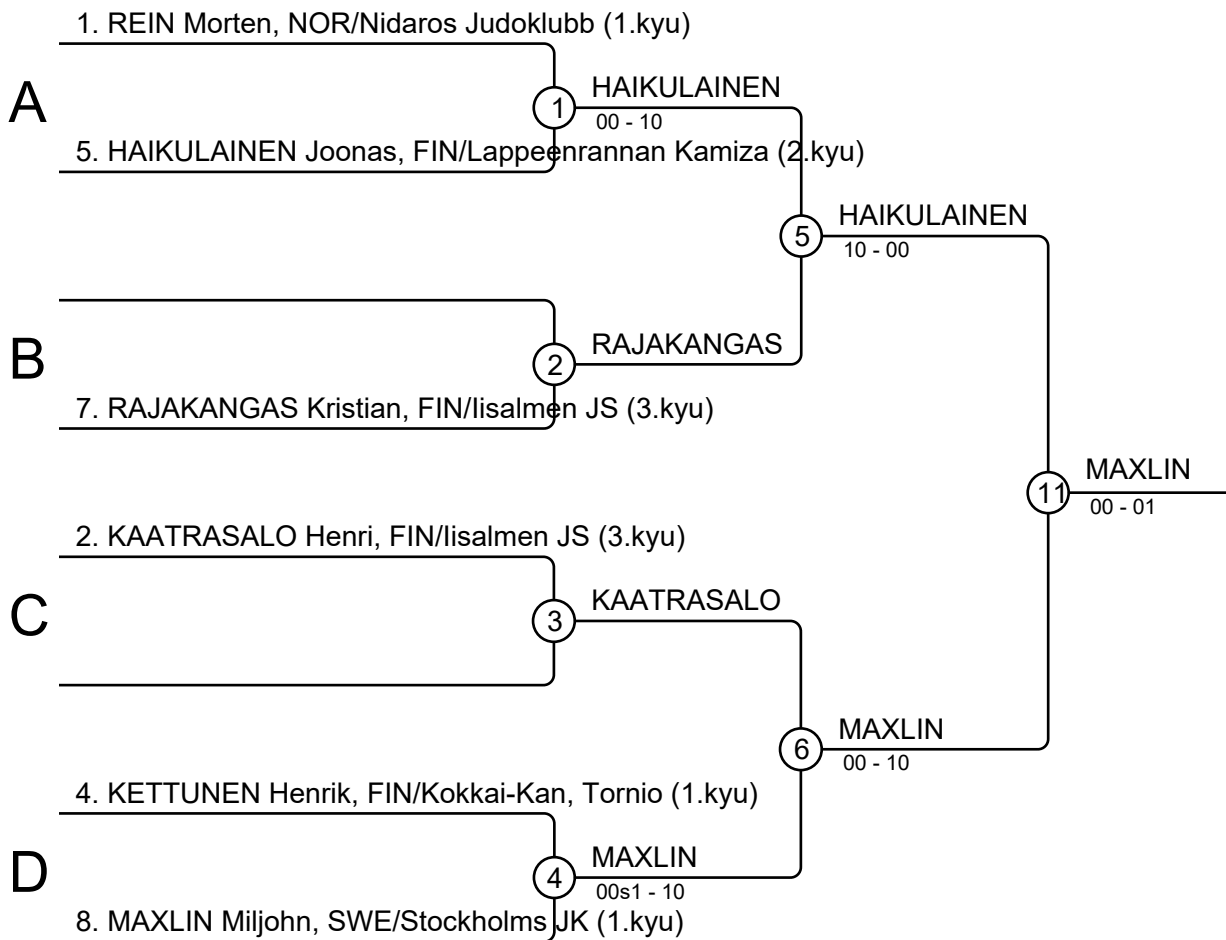 1. REIN Morten, NOR/Nidaros Judoklubb (1.kyu)
A
1
HAIKULAINEN
00 - 10
5. HAIKULAINEN Joonas, FIN/Lappeenrannan Kamiza (2.kyu)
5
HAIKULAINEN
10 - 00
B
2
RAJAKANGAS
7. RAJAKANGAS Kristian, FIN/Iisalmen JS (3.kyu)
11
MAXLIN
00 - 01
2. KAATRASALO Henri, FIN/Iisalmen JS (3.kyu)
C
3
KAATRASALO
6
MAXLIN
00 - 10
4. KETTUNEN Henrik, FIN/Kokkai-Kan, Tornio (1.kyu)
D
4
MAXLIN
00s1 - 10
8. MAXLIN Miljohn, SWE/Stockholms JK (1.kyu)